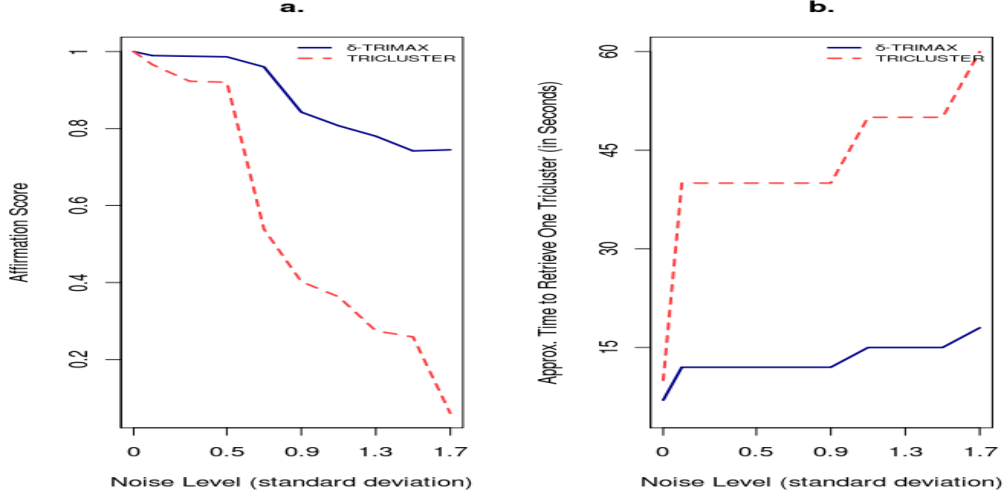 a.
δ-TRIMAX
TRICLUSTER
Affirmation Score
1
0.8
0.6
0.4
0.2
0 0.5 0.9 1.3 1.7
Noise Level (standard deviation)
b.
δ-TRIMAX
TRICLUSTER
Approx. Time to Retrieve One Tricluster (in Seconds)
60
45
30
15
0 0.5 0.9 1.3 1.7
Noise Level (standard deviation)